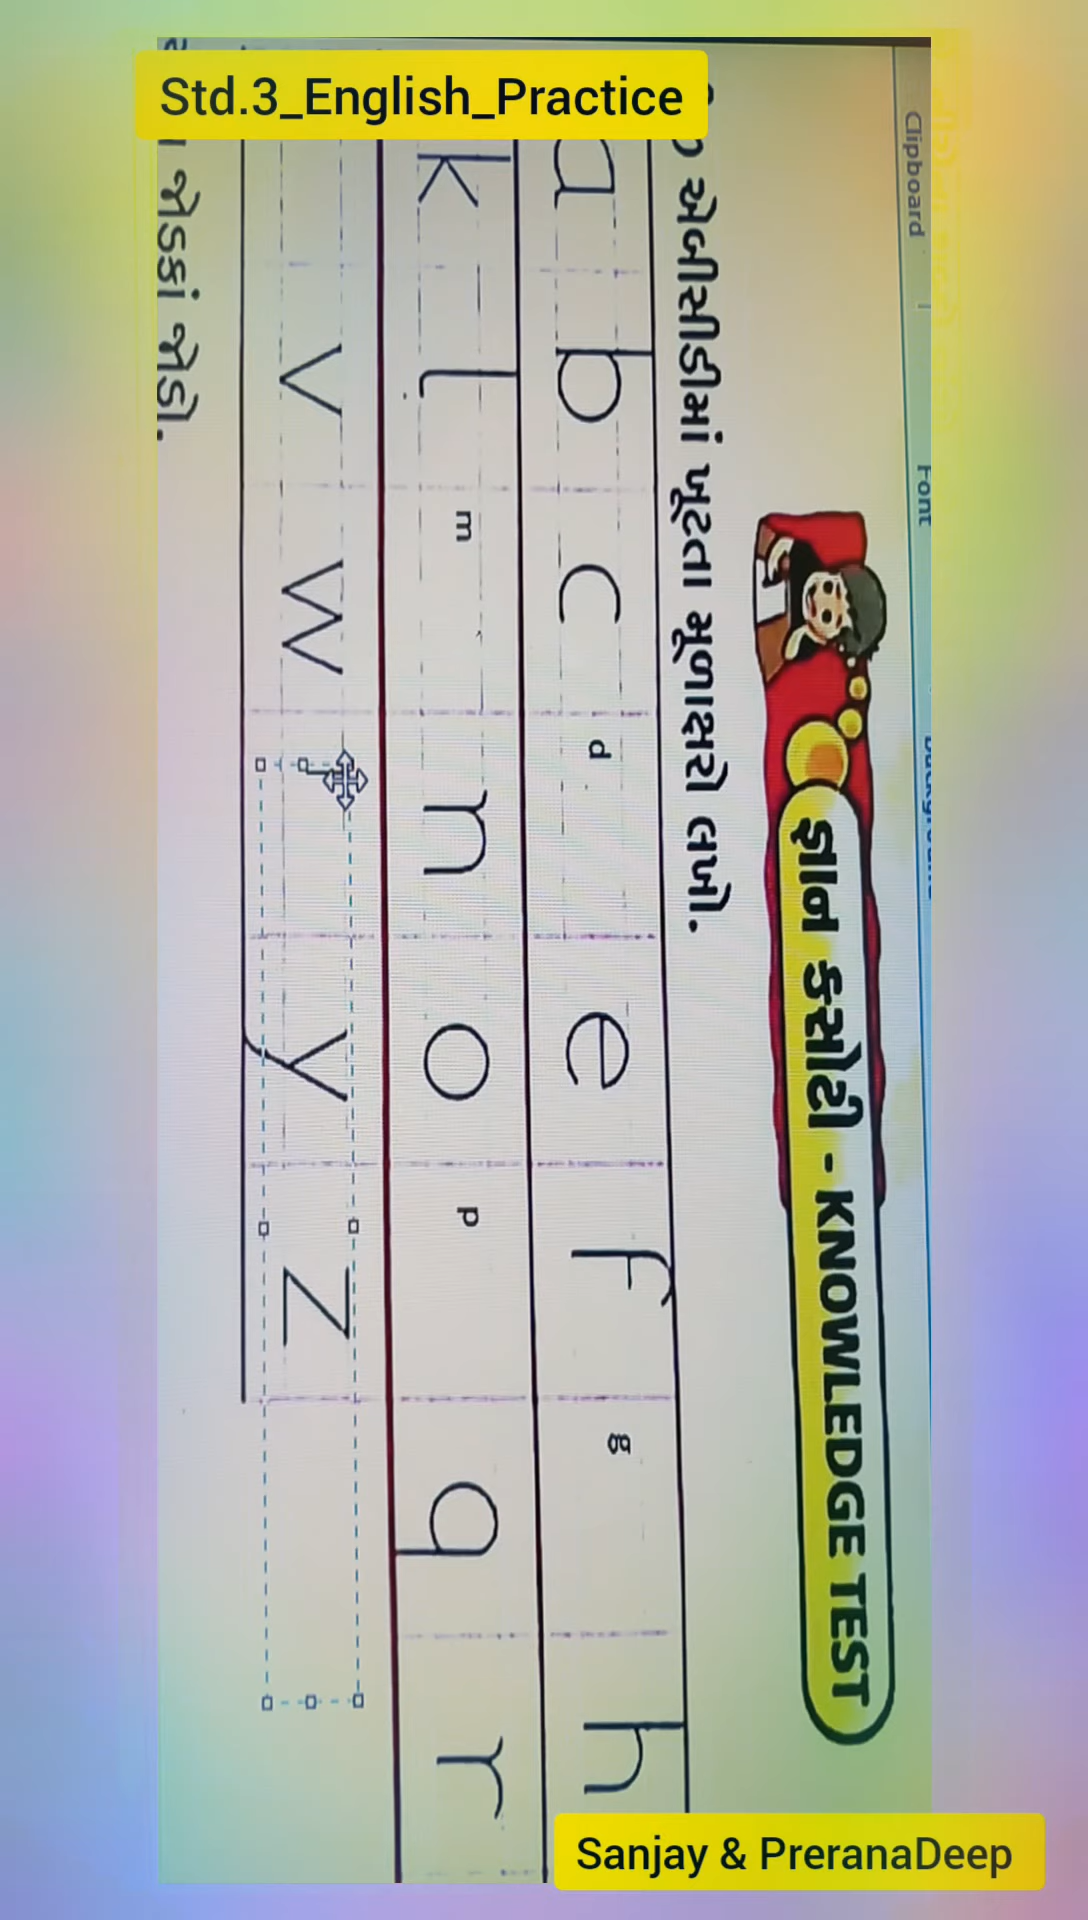 Std.3_English_Practice
Clipboard
Font
જ્ઞાન કસોટી - KNOWLEDGE TEST
એબીસીડીમાં ખૂટતા મૂળાક્ષરો લખો.
a b c d e f g h
k l m n o p q r
v w y z
જોડકાં જોડો.
Sanjay & PreranaDeep